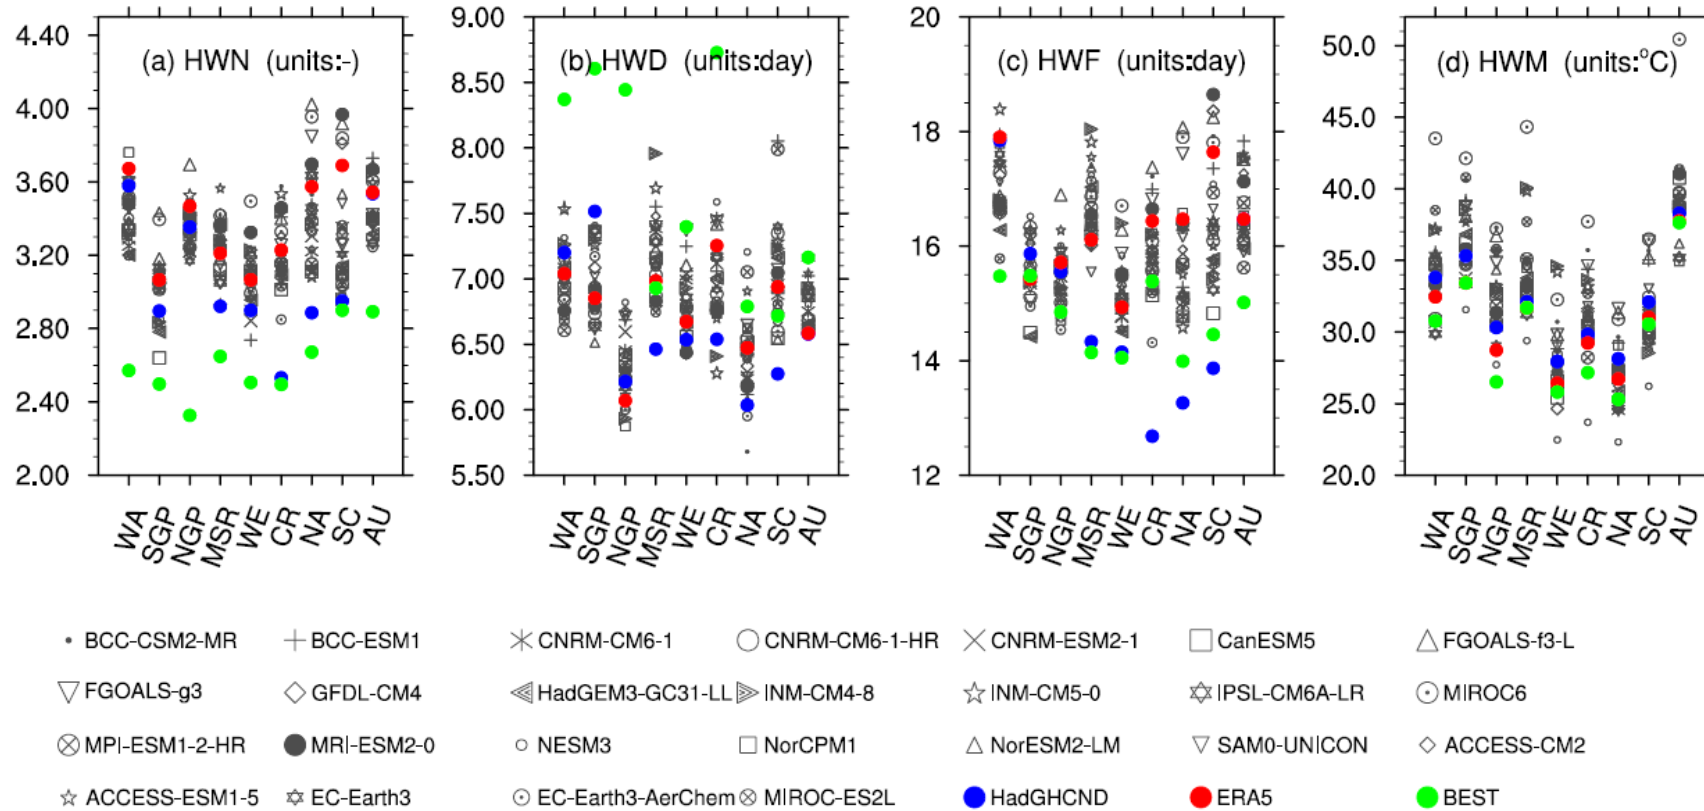 (a) HWN (units:-)
4.40
4.00
3.60
3.20
2.80
2.40
2.00
WA SGP NGP MSR WE CR NA SC AU
(b) HWD (units:day)
9.00
8.50
8.00
7.50
7.00
6.50
6.00
5.50
WA SGP NGP MSR WE CR NA SC AU
(c) HWF (units:day)
20
18
16
14
12
WA SGP NGP MSR WE CR NA SC AU
(d) HWM (units:°C)
50.0
45.0
40.0
35.0
30.0
25.0
20.0
WA SGP NGP MSR WE CR NA SC AU
BCC-CSM2-MR BCC-ESM1 CNRM-CM6-1 CNRM-CM6-1-HR CNRM-ESM2-1 CanESM5 FGOALS-f3-L
FGOALS-g3 GFDL-CM4 HadGEM3-GC31-LL INM-CM4-8 INM-CM5-0 IPSL-CM6A-LR MIROC6
MPI-ESM1-2-HR MRI-ESM2-0 NESM3 NorCPM1 NorESM2-LM SAM0-UNICON ACCESS-CM2
ACCESS-ESM1-5 EC-Earth3 EC-Earth3-AerChem MIROC-ES2L HadGHCND ERA5 BEST